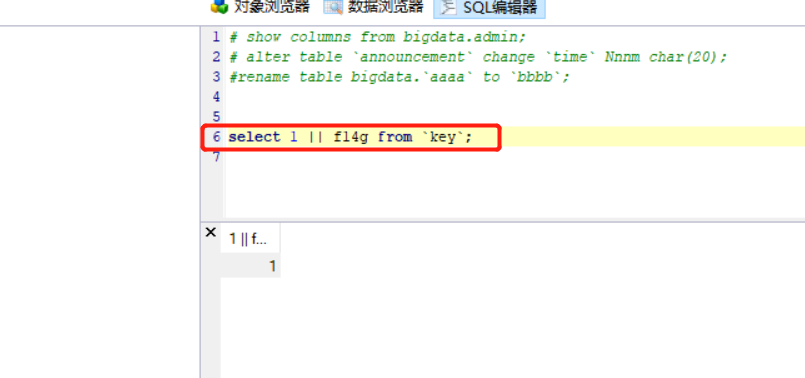 对象浏览器 数据浏览器 SQL编辑器
1 # show columns from bigdata.admin;
2 # alter table `announcement` change `time` Nnnm char(20);
3 #rename table bigdata.`aaaa` to `bbbb`;
4
5
6 select 1 || fl4g from `key`;
7
1 || f...
1